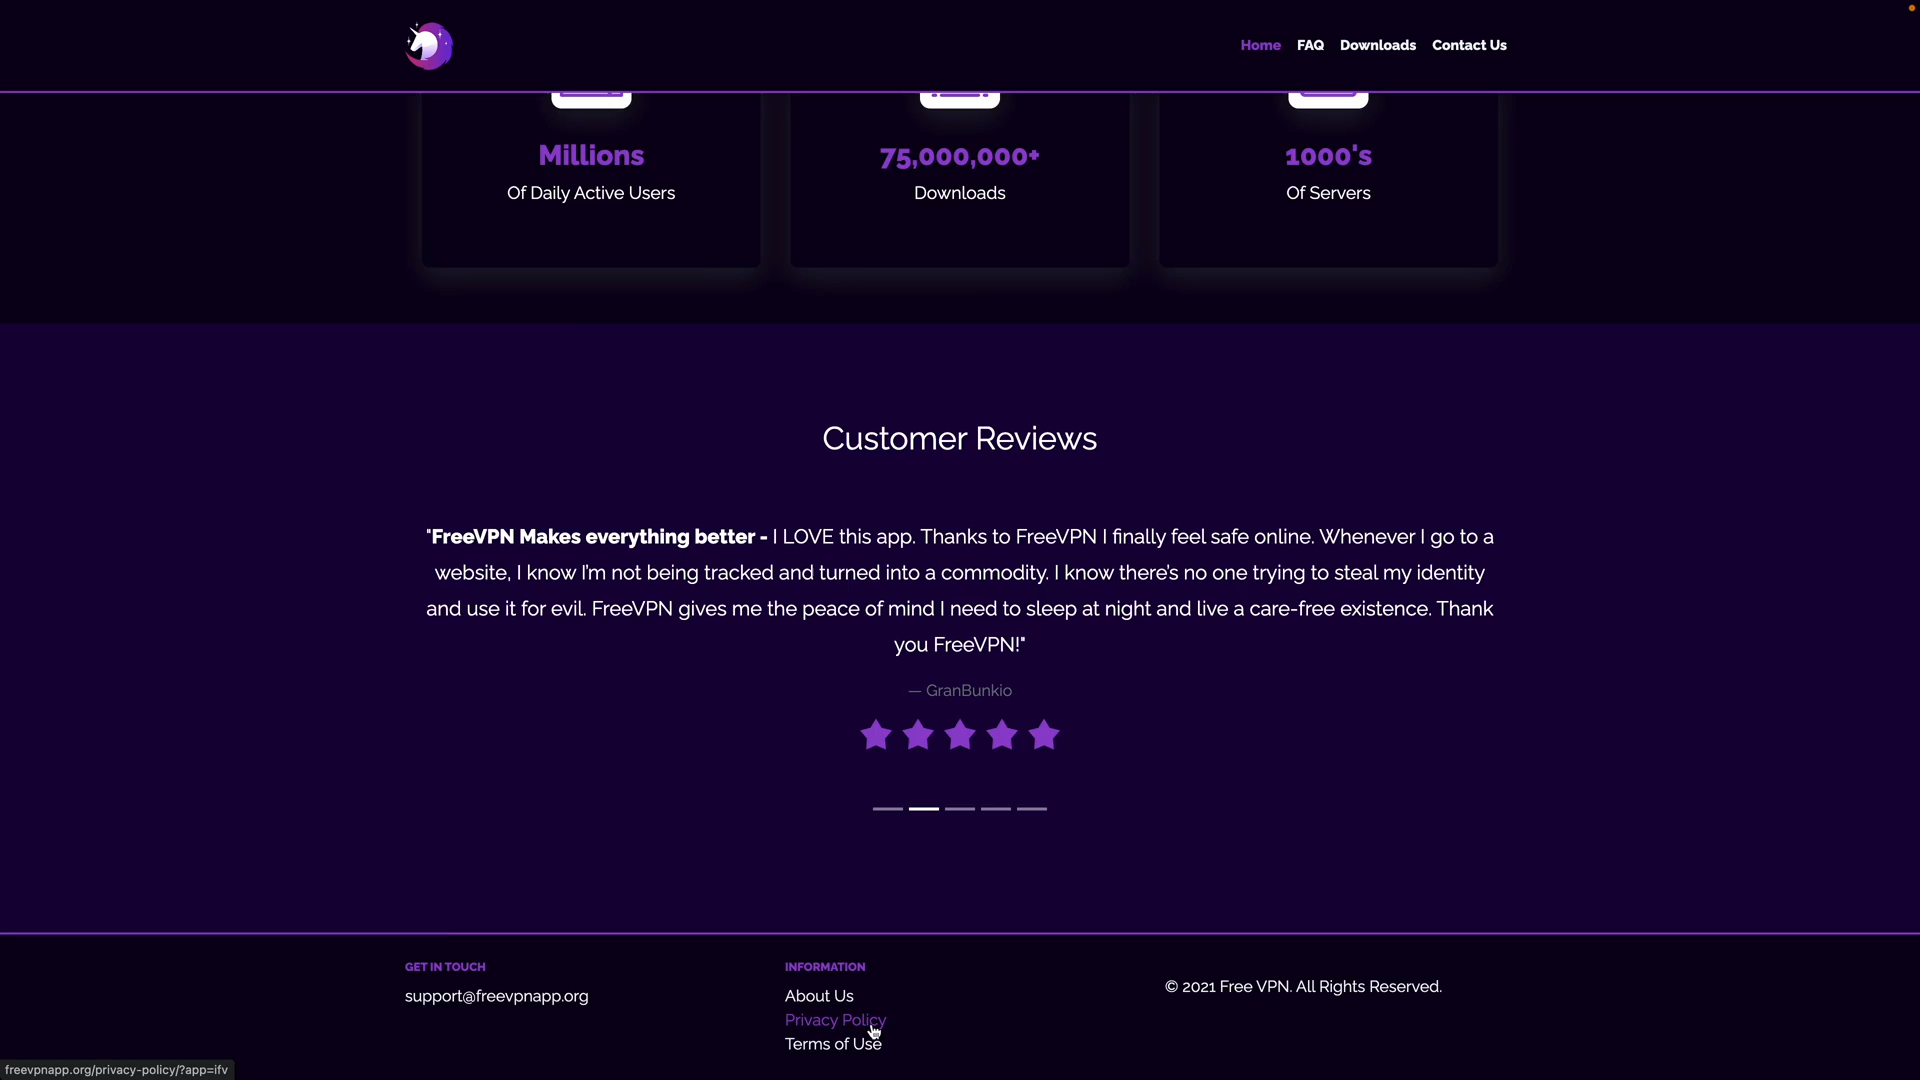 Home FAQ Downloads Contact Us
Millions
Of Daily Active Users
75,000,000+
Downloads
1000's
Of Servers
Customer Reviews
"FreeVPN Makes everything better - I LOVE this app. Thanks to FreeVPN I finally feel safe online. Whenever I go to a
website, I know I'm not being tracked and turned into a commodity. I know there's no one trying to steal my identity
and use it for evil. FreeVPN gives me the peace of mind I need to sleep at night and live a care-free existence. Thank
you FreeVPN!"
— GranBunkio
GET IN TOUCH
support@freevpnapp.org
INFORMATION
About Us
Privacy Policy
Terms of Use
© 2021 Free VPN. All Rights Reserved.
freevpnapp.org/privacy-policy/?app=ifv